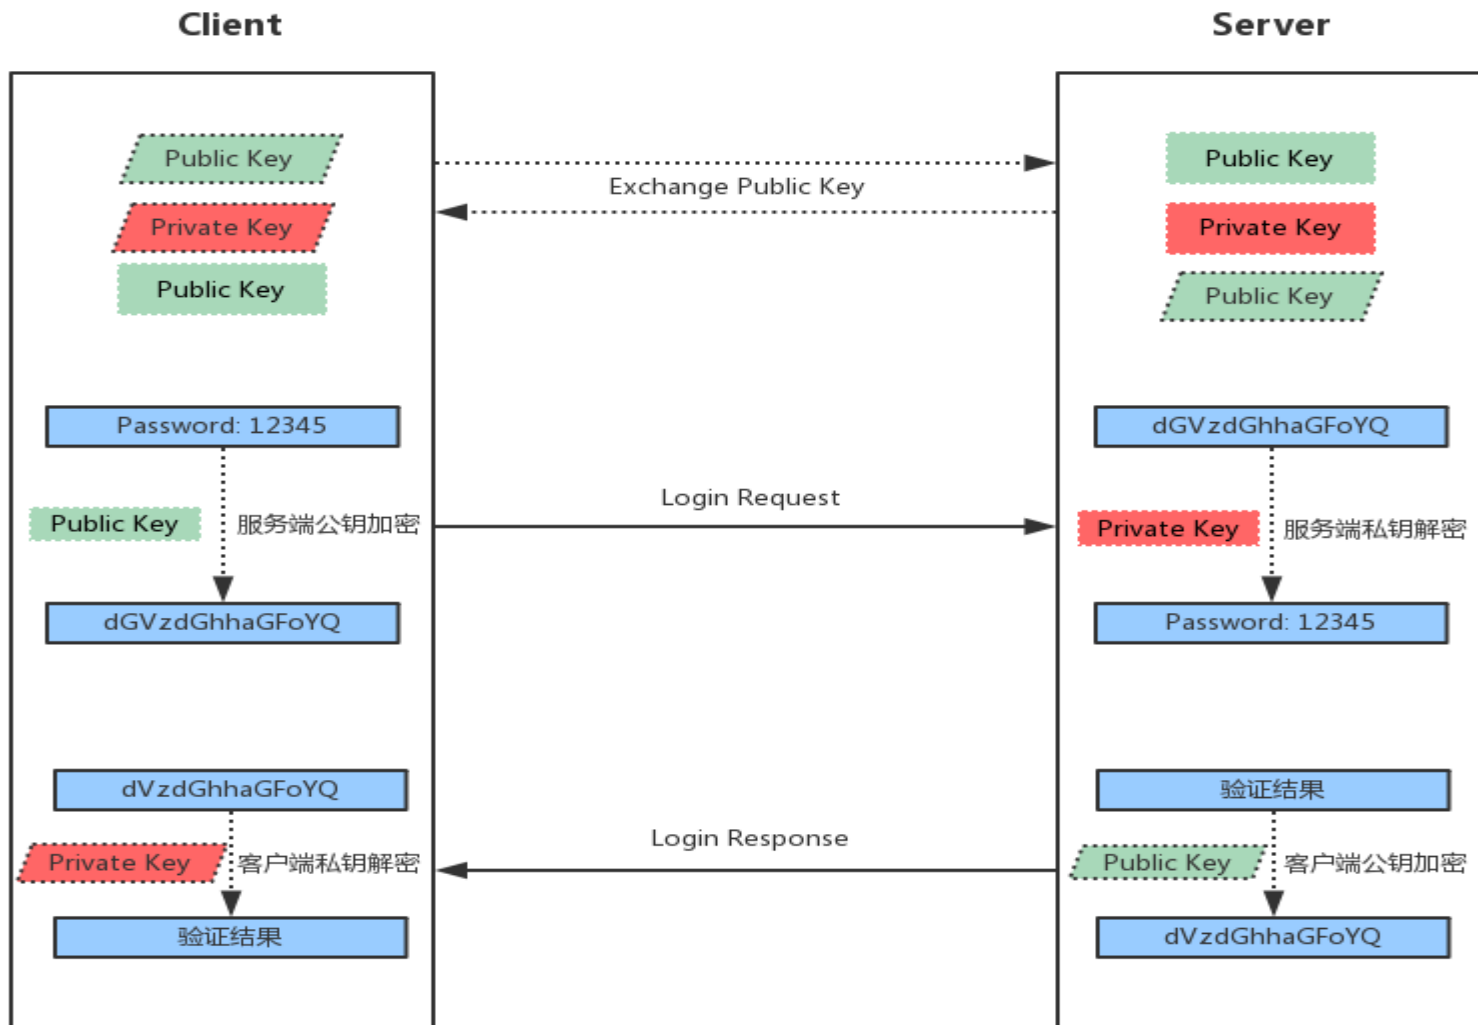 Client
Server
Public Key
Private Key
Public Key
Exchange Public Key
Public Key
Private Key
Public Key
Password: 12345
Public Key
服务端公钥加密
dGVzdGhhaGFoYQ
Login Request
dGVzdGhhaGFoYQ
Private Key
服务端私钥解密
Password: 12345
dVzdGhhaGFoYQ
Private Key
客户端私钥解密
验证结果
Login Response
验证结果
Public Key
客户端公钥加密
dVzdGhhaGFoYQ